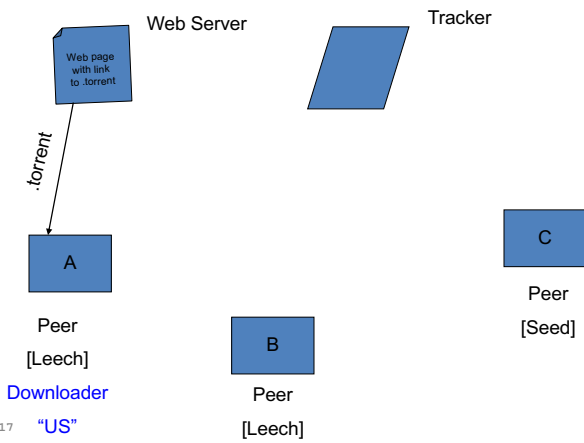 Web Server
Tracker
Web page
with link
to .torrent
.torrent
A
Peer
[Leech]
Downloader
"US"
17
B
Peer
[Leech]
C
Peer
[Seed]